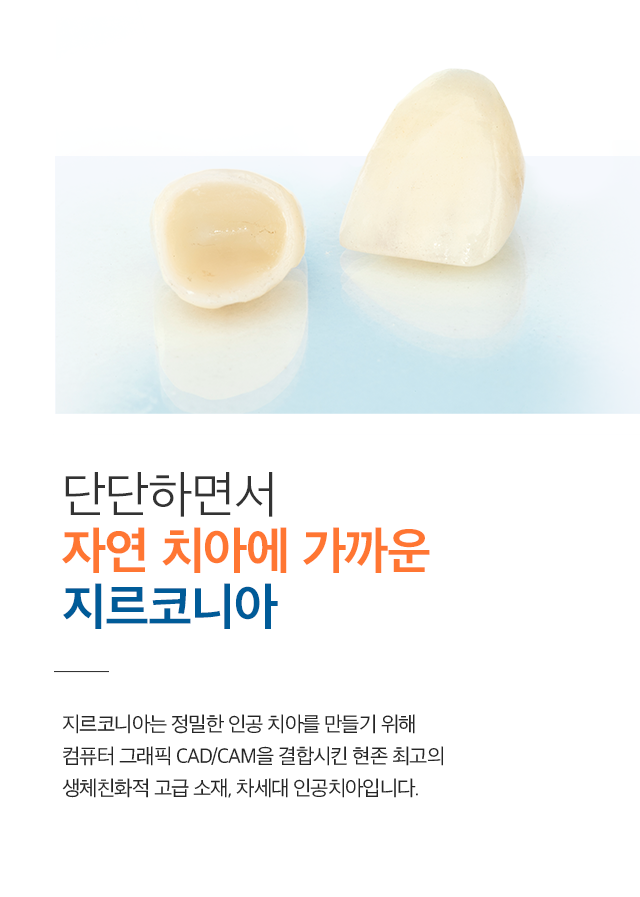 단단하면서
자연 치아에 가까운
지르코니아
지르코니아는 정밀한 인공 치아를 만들기 위해
컴퓨터 그래픽 CAD/CAM을 결합시킨 현존 최고의
생체친화적 고급 소재, 차세대 인공치아입니다.